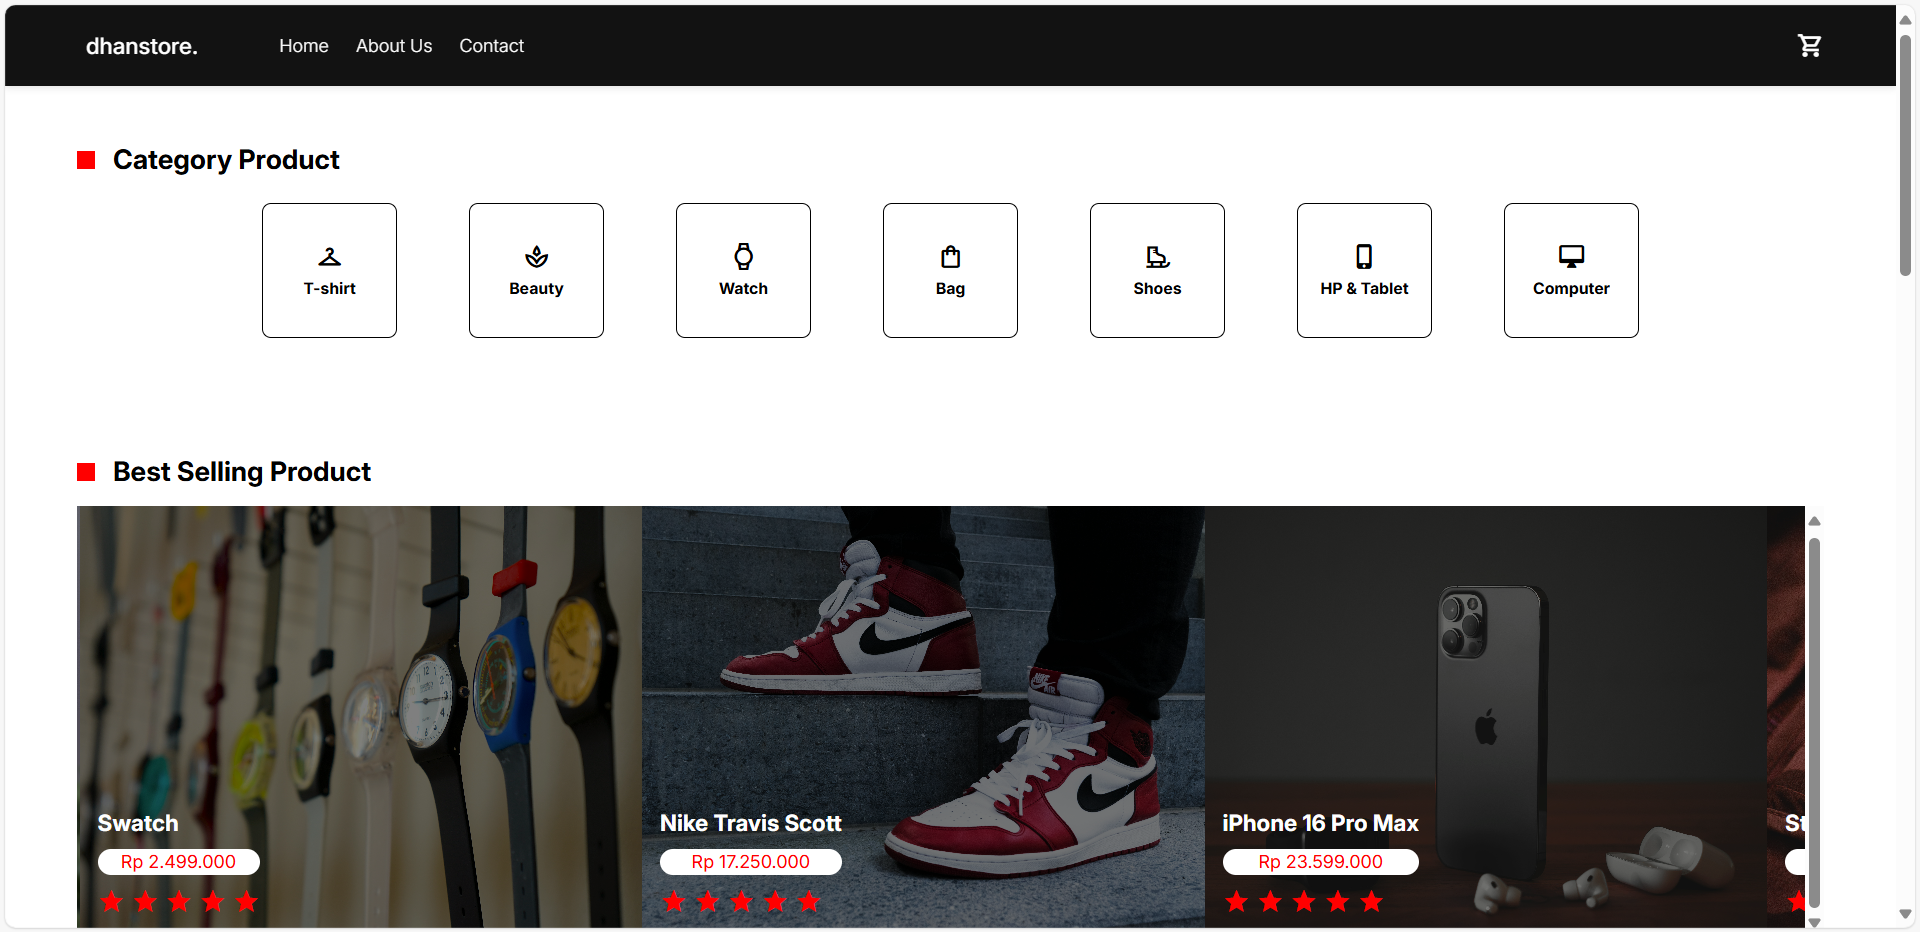 dhanstore.
Home
About Us
Contact
Category Product
T-shirt
Beauty
Watch
Bag
Shoes
HP & Tablet
Computer
Best Selling Product
Swatch
Rp 2.499.000
Nike Travis Scott
Rp 17.250.000
iPhone 16 Pro Max
Rp 23.599.000